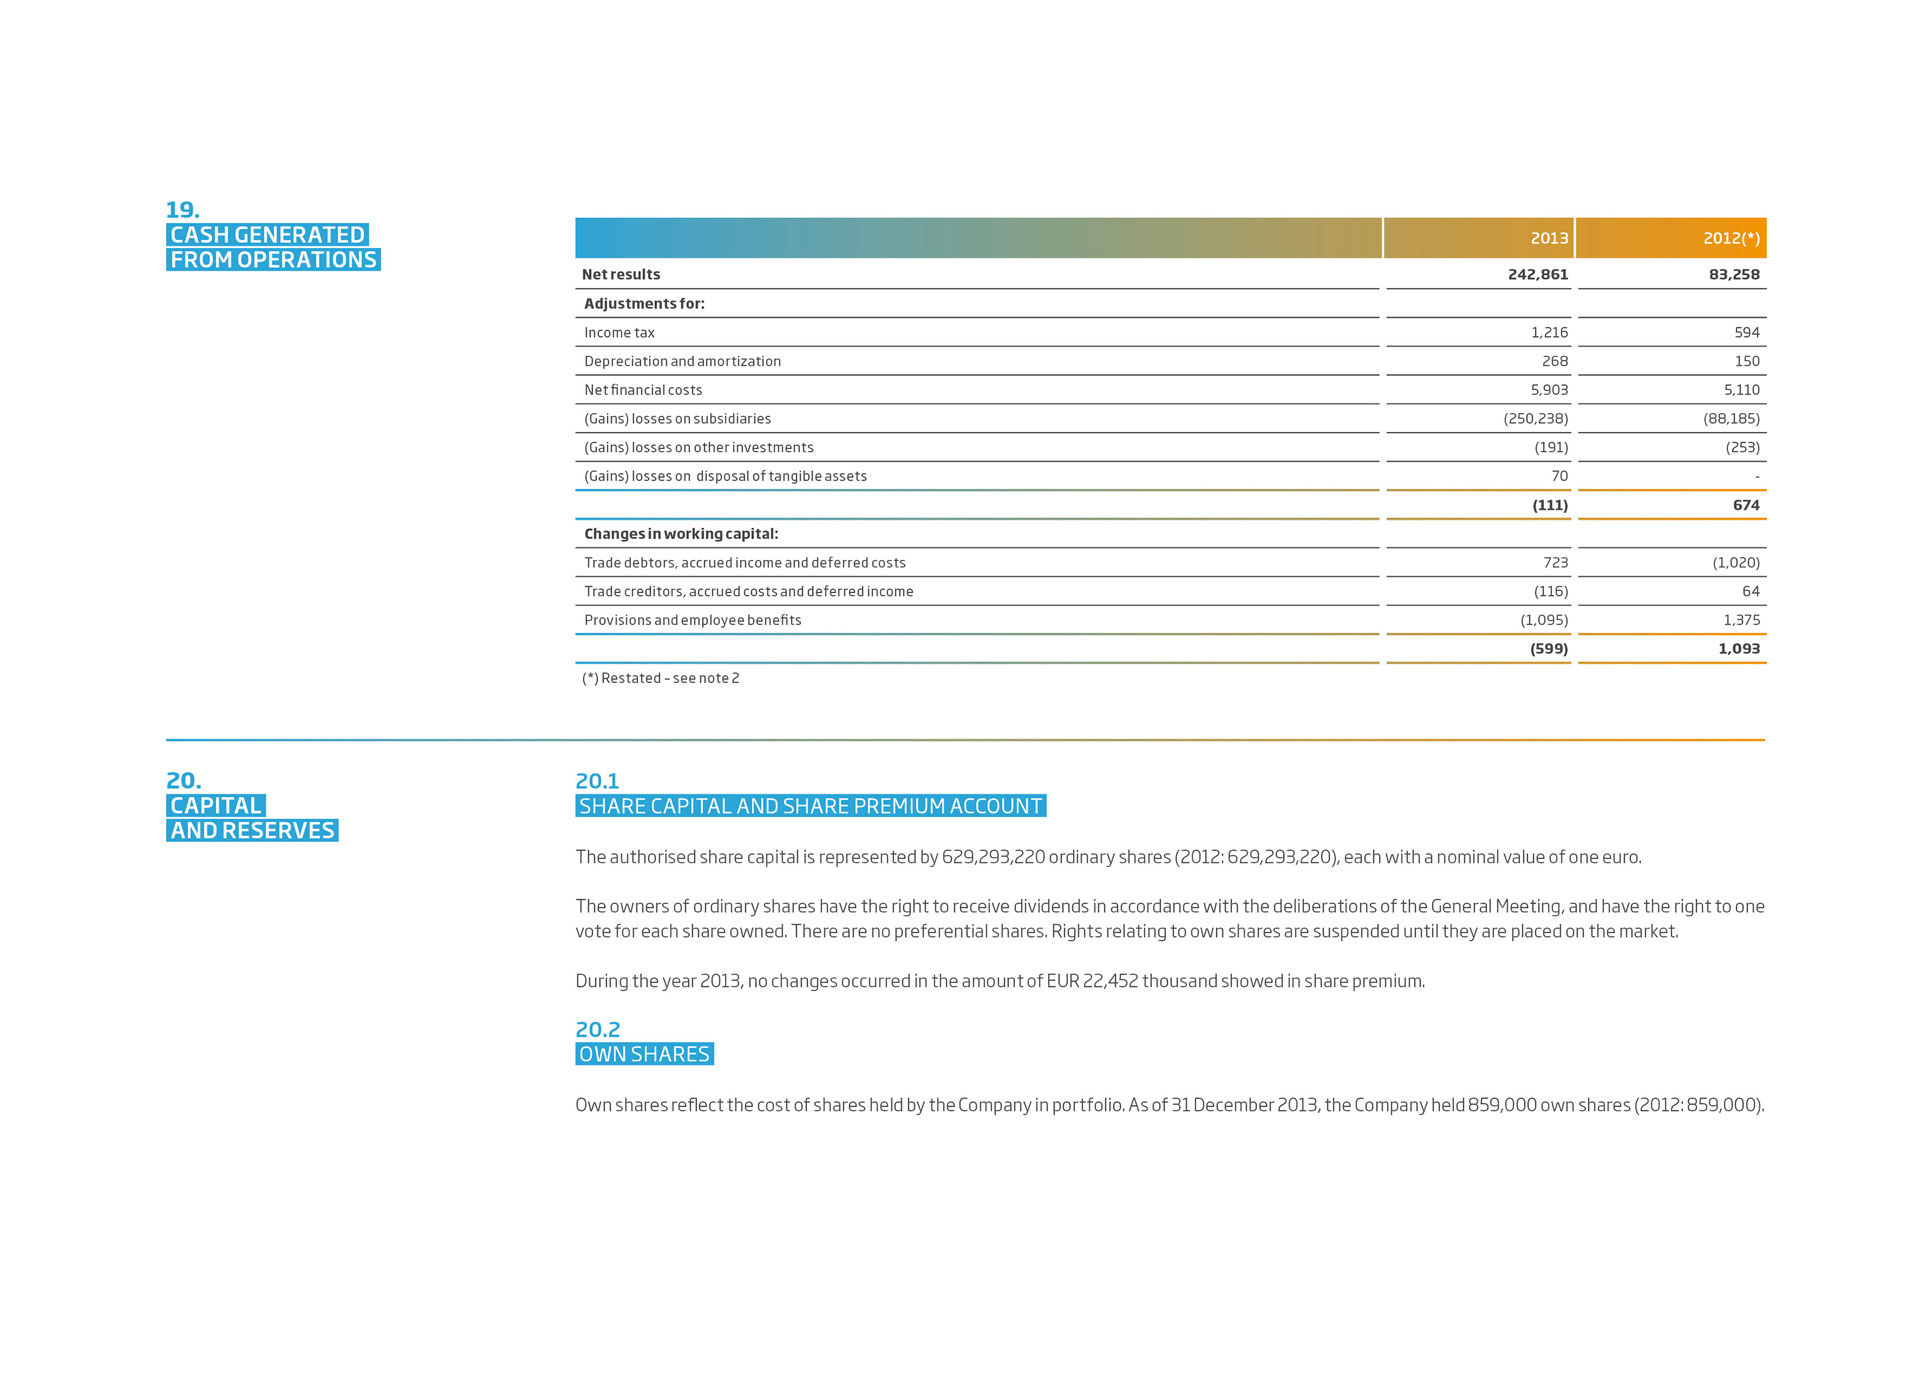 19.
CASH GENERATED
FROM OPERATIONS
2013 2012(*)
Net results 242,861 83,258
Adjustments for:
Income tax 1,216 594
Depreciation and amortization 268 150
Net financial costs 5,903 5,110
(Gains) losses on subsidiaries (250,238) (88,185)
(Gains) losses on other investments (191) (253)
(Gains) losses on disposal of tangible assets 70 -
(111) 674
Changes in working capital:
Trade debtors, accrued income and deferred costs 723 (1,020)
Trade creditors, accrued costs and deferred income (116) 64
Provisions and employee benefits (1,095) 1,375
(599) 1,093
(*) Restated – see note 2
20.
CAPITAL
AND RESERVES
20.1
SHARE CAPITAL AND SHARE PREMIUM ACCOUNT
The authorised share capital is represented by 629,293,220 ordinary shares (2012: 629,293,220), each with a nominal value of one euro.
The owners of ordinary shares have the right to receive dividends in accordance with the deliberations of the General Meeting, and have the right to one
vote for each share owned. There are no preferential shares. Rights relating to own shares are suspended until they are placed on the market.
During the year 2013, no changes occurred in the amount of EUR 22,452 thousand showed in share premium.
20.2
OWN SHARES
Own shares reflect the cost of shares held by the Company in portfolio. As of 31 December 2013, the Company held 859,000 own shares (2012: 859,000).